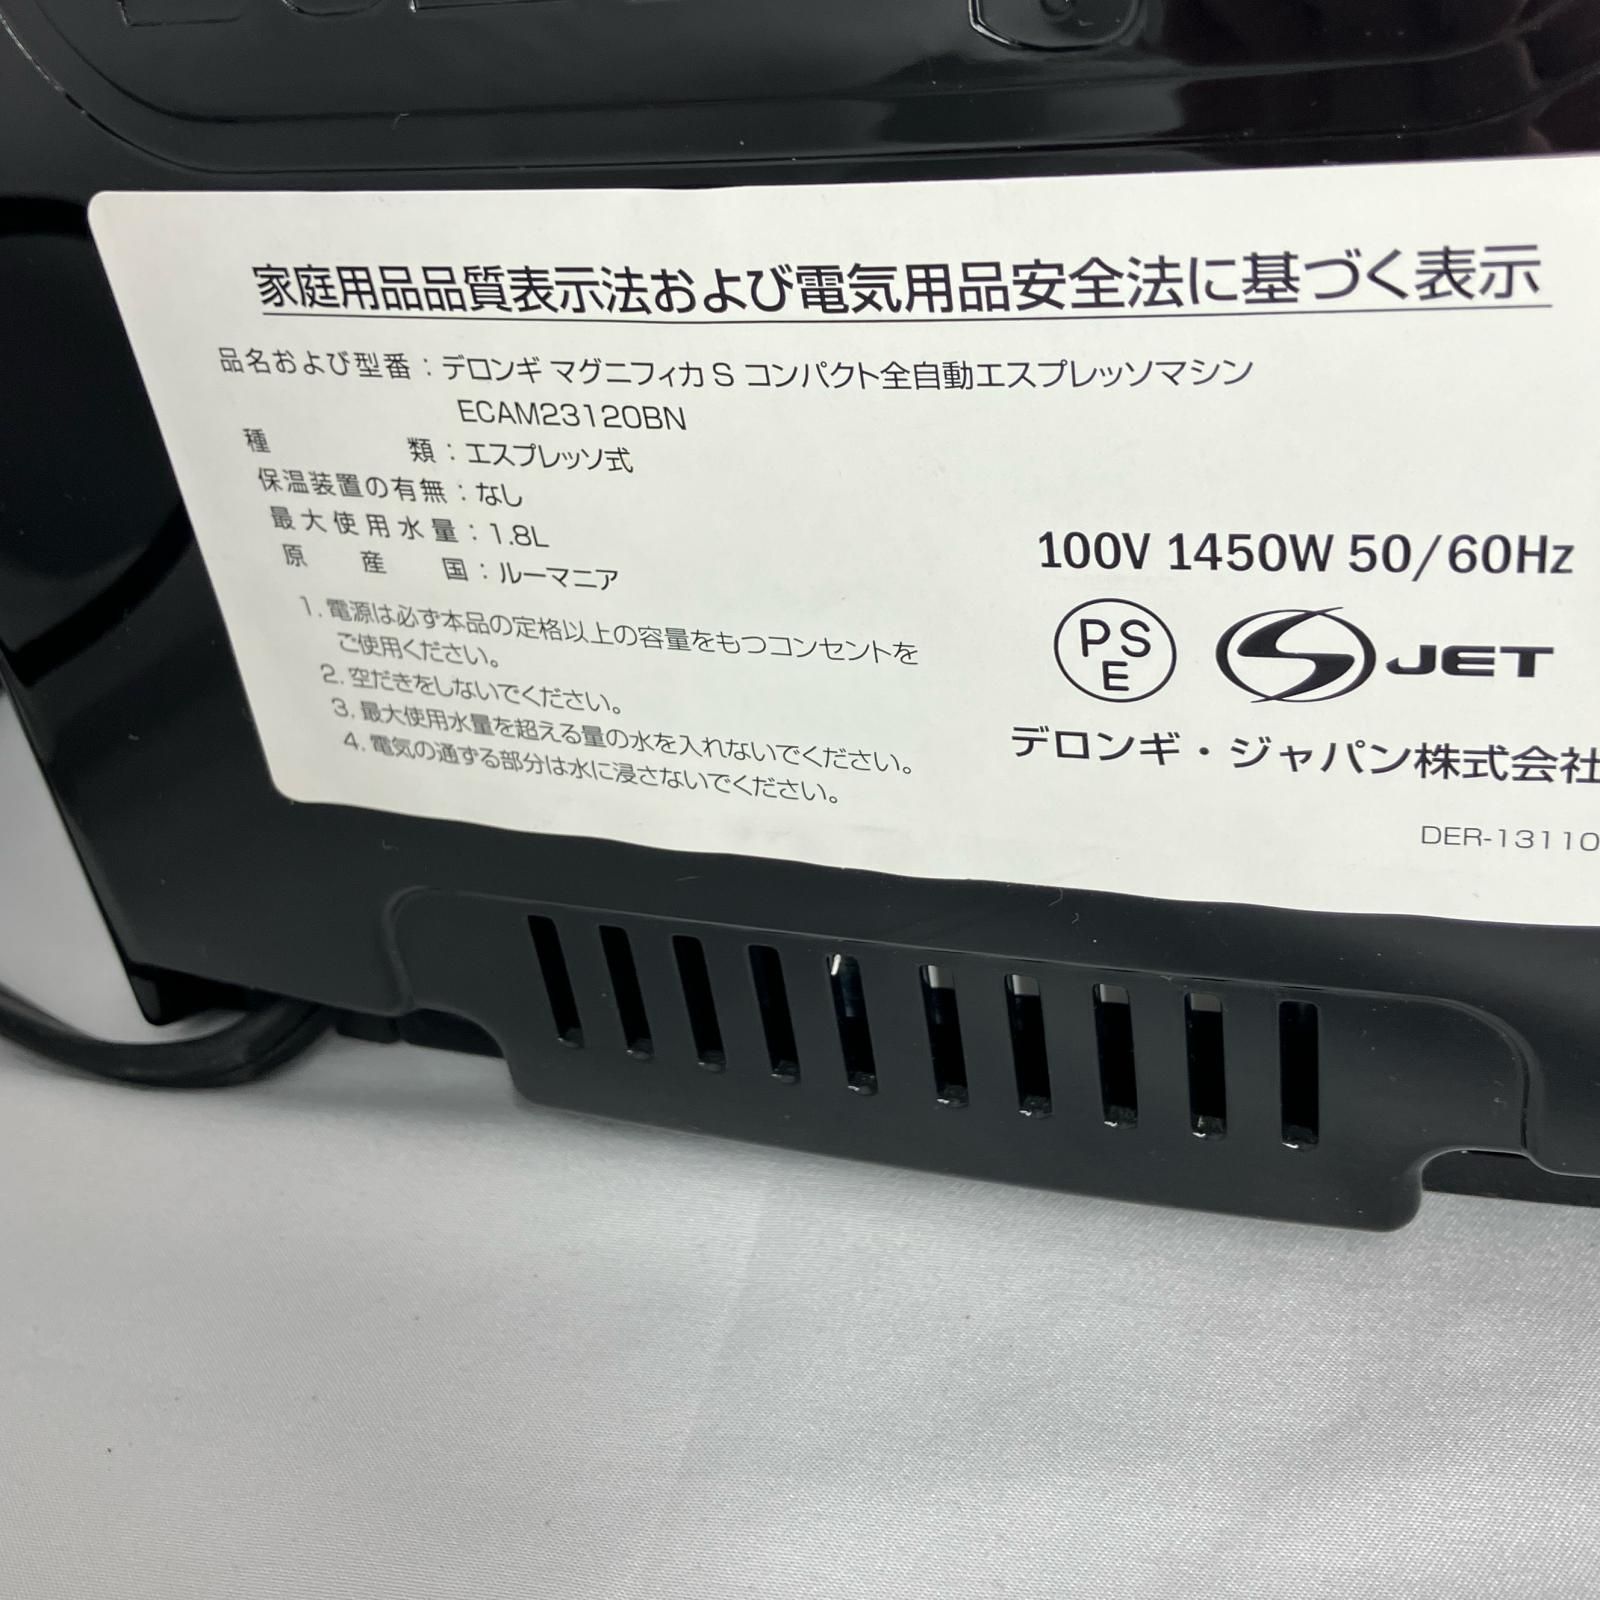 家庭用品品質表示法および電気用品安全法に基づく表示
品名および型番：デロンギ マグニフィカ S コンパクト全自動エスプレッソマシン
ECAM23120BN
種類：エスプレッソ式
保温装置の有無：なし
最大使用水量：1.8L
原産国：ルーマニア
1. 電源は必ず本品の定格以上の容量をもつコンセントを
ご使用ください。
2. 空だきをしないでください。
3. 最大使用水量を超える量の水を入れないでください。
4. 電気の通ずる部分は水に浸さないでください。
100V 1450W 50/60Hz
PSE
JET
デロンギ・ジャパン株式会社
DER-13110